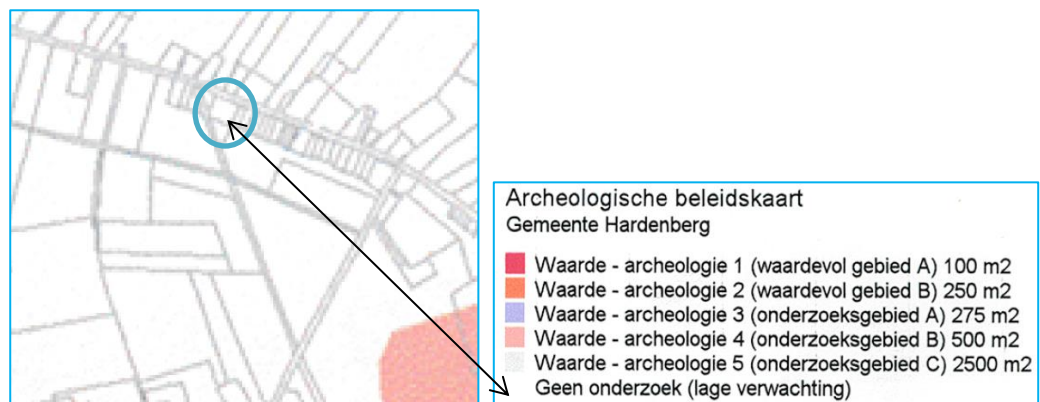 Archeologische beleidskaart
Gemeente Hardenberg
Waarde - archeologie 1 (waardevol gebied A) 100 m2
Waarde - archeologie 2 (waardevol gebied B) 250 m2
Waarde - archeologie 3 (onderzoeksgebied A) 275 m2
Waarde - archeologie 4 (onderzoeksgebied B) 500 m2
Waarde - archeologie 5 (onderzoeksgebied C) 2500 m2
Geen onderzoek (lage verwachting)